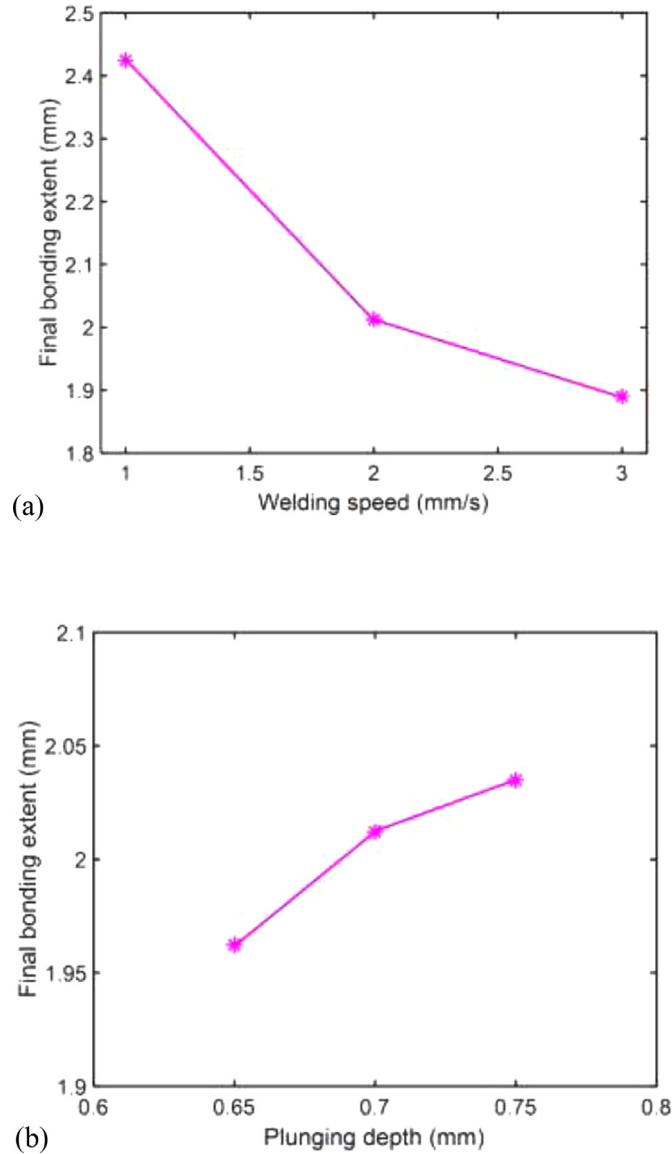 2.5
2.4
2.3
2.2
2.1
2
1.9
1.8
Final bonding extent (mm)
1 1.5 2 2.5 3
Welding speed (mm/s)
(a)
2.1
2.05
2
1.95
1.9
Final bonding extent (mm)
0.6 0.65 0.7 0.75 0.8
Plunging depth (mm)
(b)